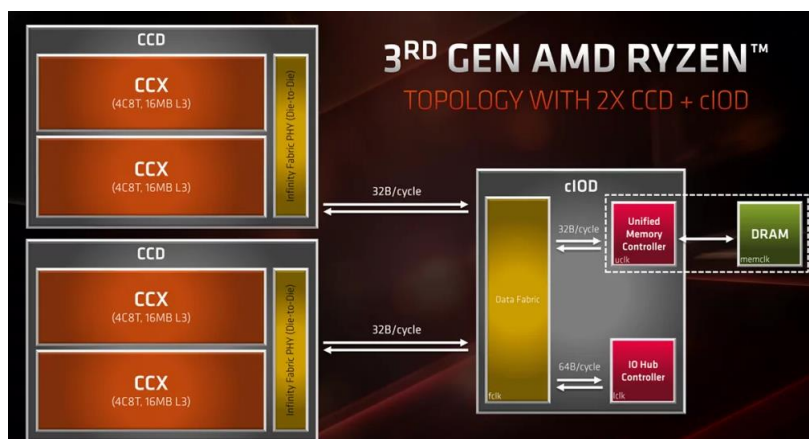 3RD GEN AMD RYZEN™
TOPOLOGY WITH 2X CCD + cIOD
CCD
CCX
(4C8T, 16MB L3)
CCX
(4C8T, 16MB L3)
Infinity Fabric PHY (Die-to-Die)
32B/cycle
CCD
CCX
(4C8T, 16MB L3)
CCX
(4C8T, 16MB L3)
Infinity Fabric PHY (Die-to-Die)
32B/cycle
cIOD
Data Fabric
fclk
32B/cycle
Unified
Memory
Controller
uclk
DRAM
memclk
64B/cycle
IO Hub
Controller
lclk